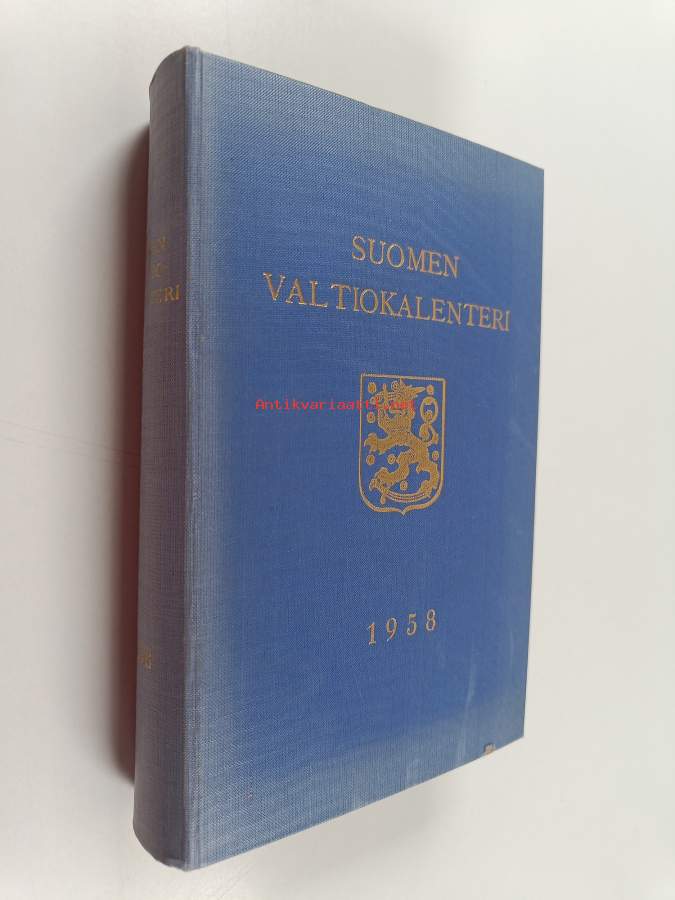 SUOMEN
VALTIOKALENTERI
Antikvariaatti.net
1958